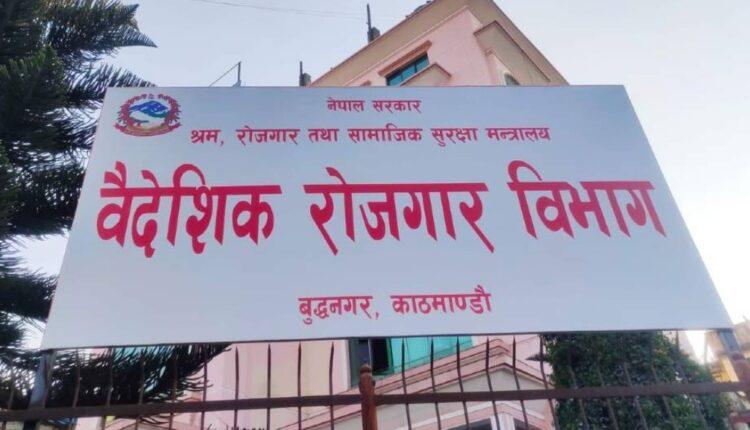 नेपाल सरकार
श्रम, रोजगार तथा सामाजिक सुरक्षा मन्त्रालय
वैदेशिक रोजगार विभाग
बुद्धनगर, काठमाण्डौ